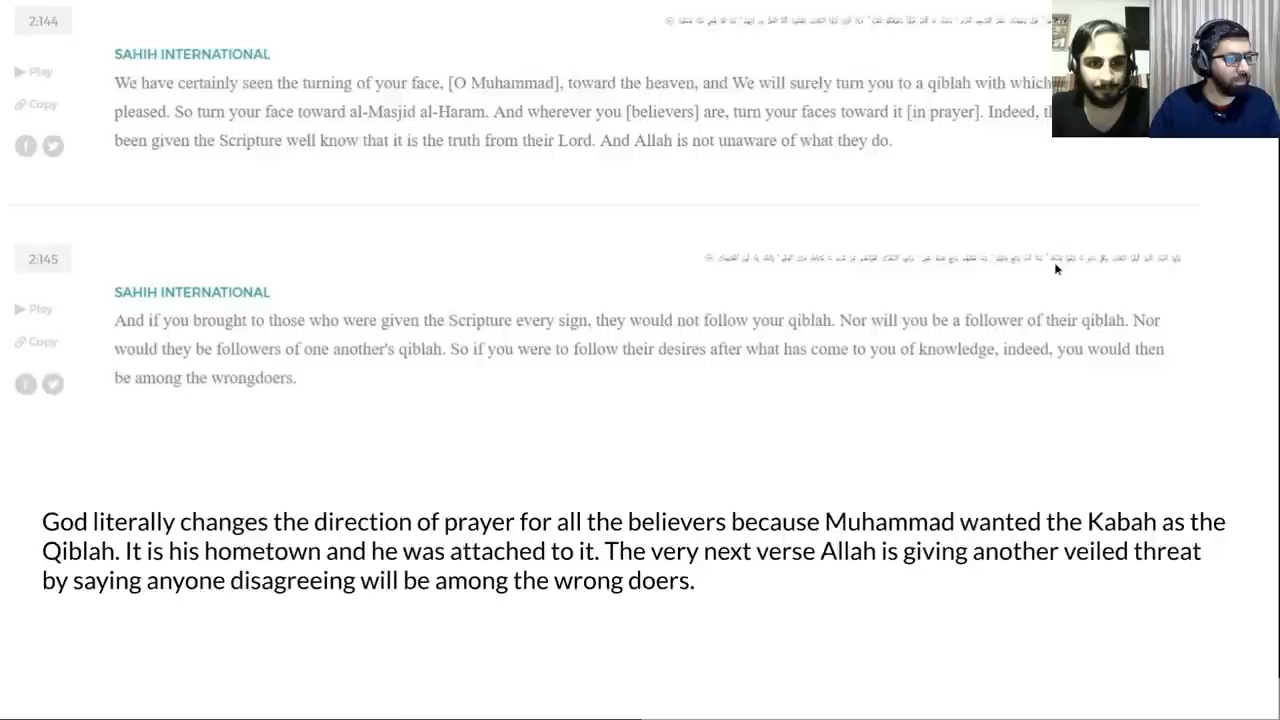 2:144
SAHIH INTERNATIONAL
Play
We have certainly seen the turning of your face, [O Muhammad], toward the heaven, and We will surely turn you to a qiblah with which
Copy
pleased. So turn your face toward al-Masjid al-Haram. And wherever you [believers] are, turn your faces toward it [in prayer]. Indeed,
been given the Scripture well know that it is the truth from their Lord. And Allah is not unaware of what they do.
2:145
SAHIH INTERNATIONAL
Play
And if you brought to those who were given the Scripture every sign, they would not follow your qiblah. Nor will you be a follower of their qiblah. Nor
Copy
would they be followers of one another's qiblah. So if you were to follow their desires after what has come to you of knowledge, indeed, you would then
be among the wrongdoers.
God literally changes the direction of prayer for all the believers because Muhammad wanted the Kabah as the
Qiblah. It is his hometown and he was attached to it. The very next verse Allah is giving another veiled threat
by saying anyone disagreeing will be among the wrong doers.